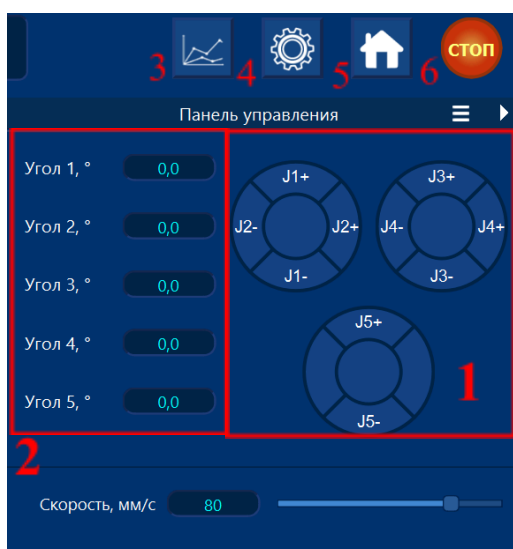 3 4 5 6 стоп
Панель управления
Угол 1, ° 0,0
Угол 2, ° 0,0
Угол 3, ° 0,0
Угол 4, ° 0,0
Угол 5, ° 0,0
2
J1+ J3+
J2- J2+ J4- J4+
J1- J3-
J5+
1
J5-
Скорость, мм/с 80